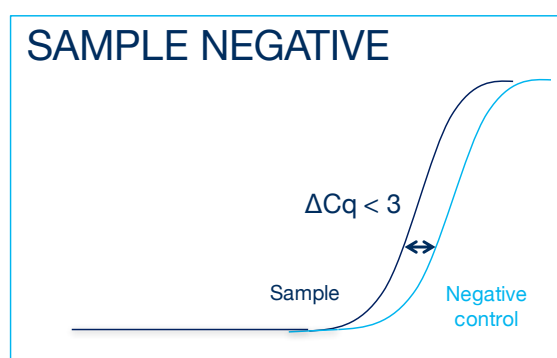 SAMPLE NEGATIVE
ΔCq < 3
Sample
Negative
control